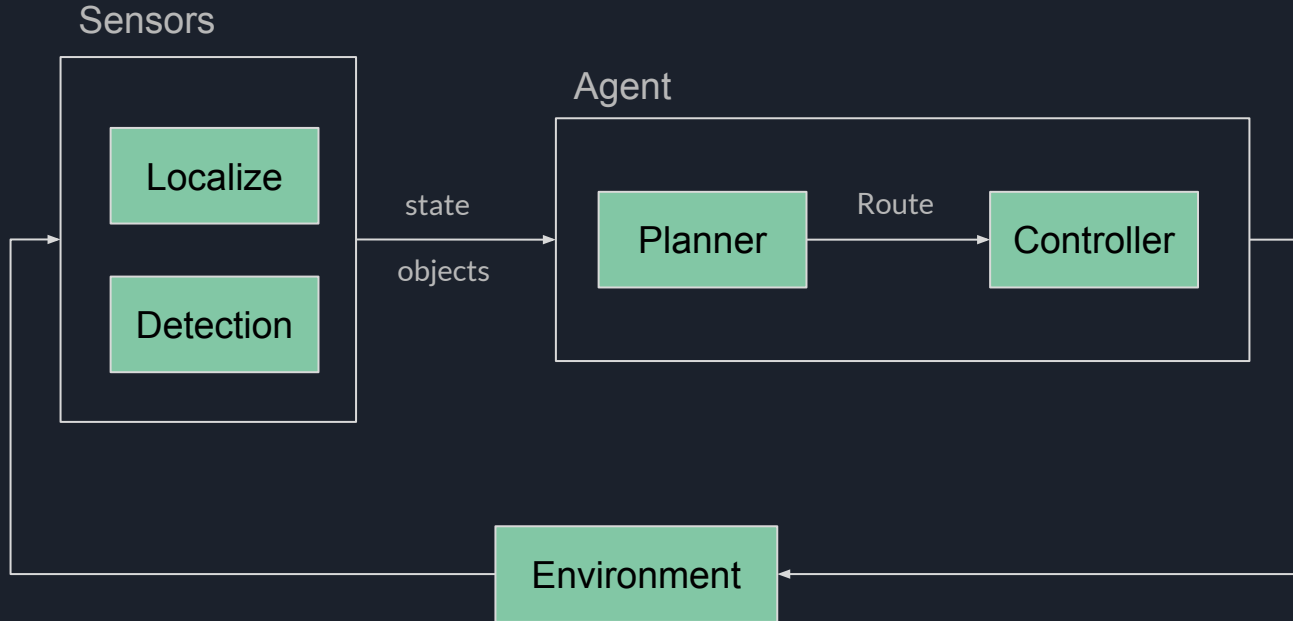 Sensors
Agent
Localize
Detection
state
objects
Planner
Route
Controller
Environment